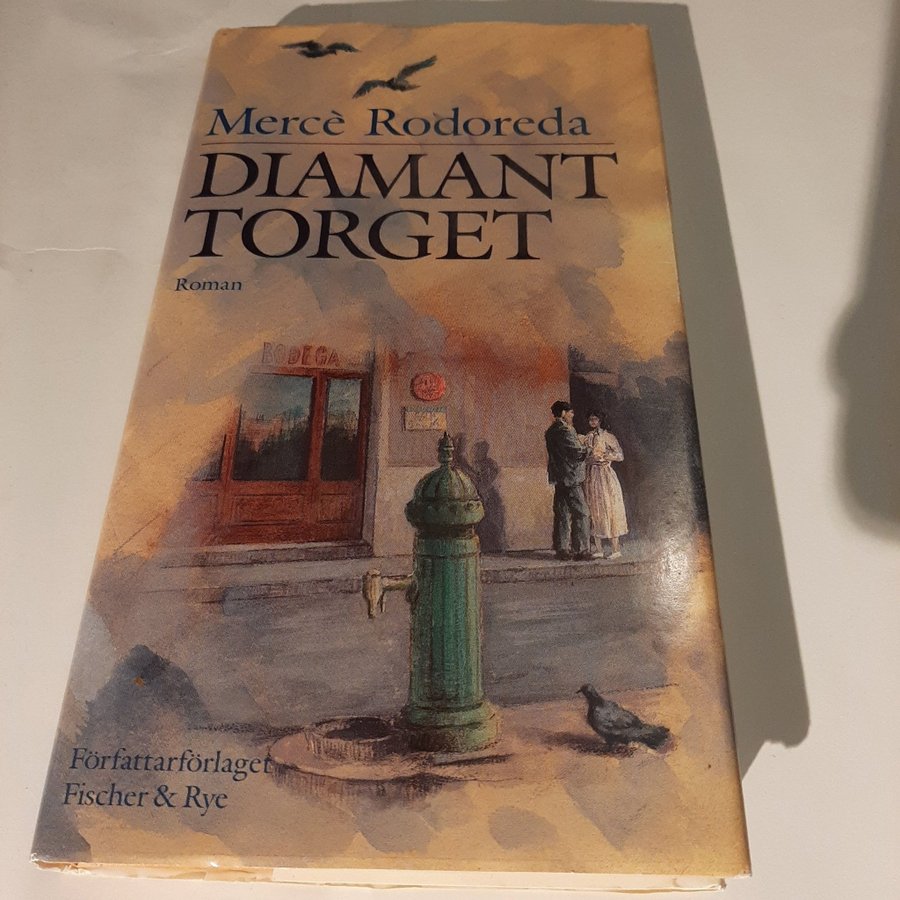 Mercè Rodoreda
DIAMANT
TORGET
Roman
BODEGA
Författarförlaget
Fischer & Rye